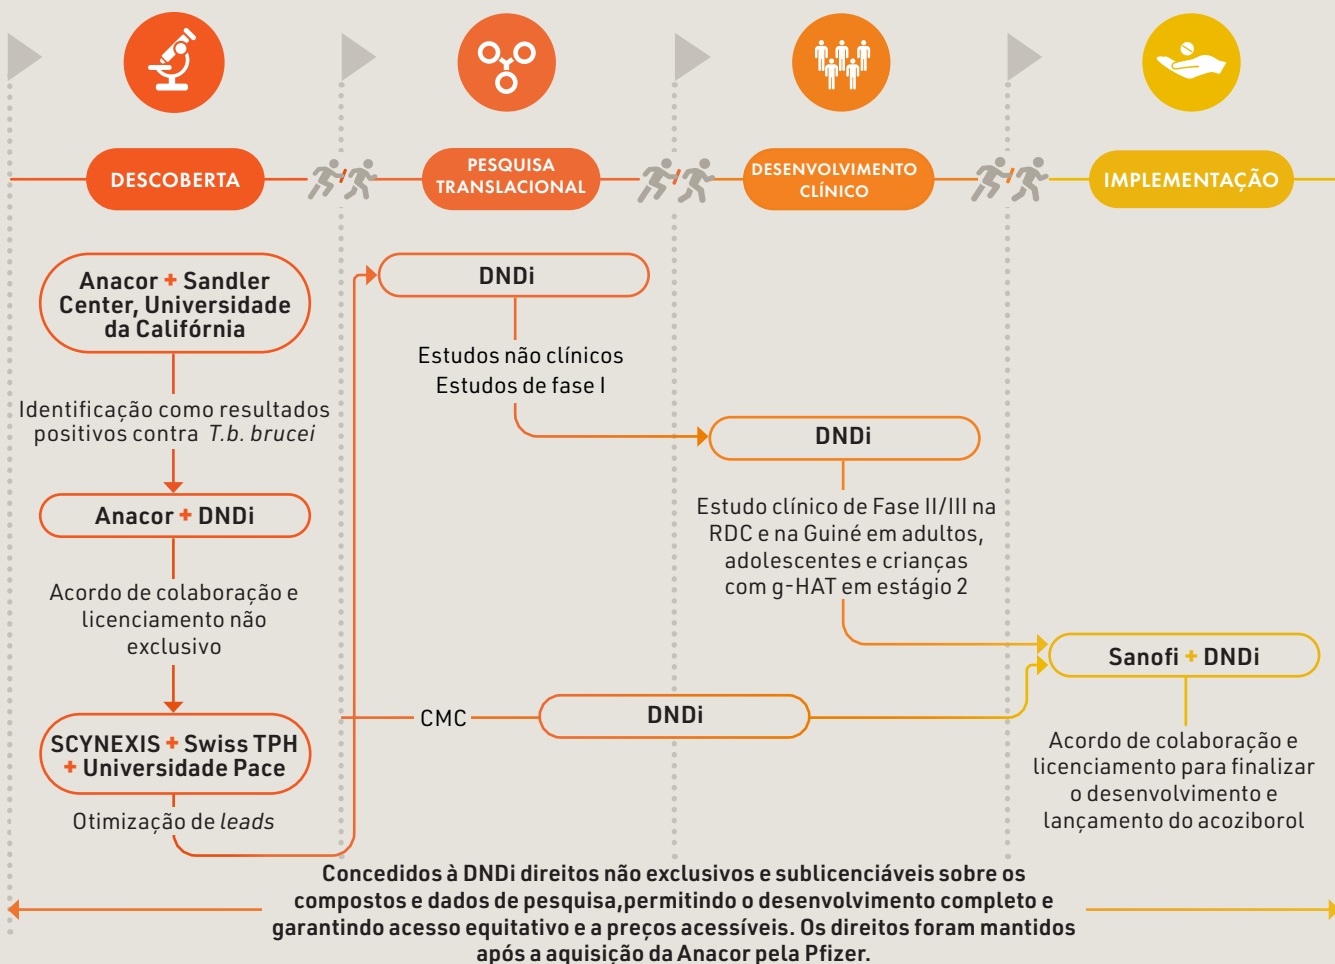 DESCOBERTA
PESQUISA
TRANSLACIONAL
DESENVOLVIMENTO
CLÍNICO
IMPLEMENTAÇÃO
Anacor + Sandler
Center, Universidade
da Califórnia
Identificação como resultados
positivos contra T.b. brucei
Anacor + DNDi
Acordo de colaboração e
licenciamento não
exclusivo
SCYNEXIS + Swiss TPH
+ Universidade Pace
Otimização de leads
DNDi
Estudos não clínicos
Estudos de fase I
DNDi
Estudo clínico de Fase II/III na
RDC e na Guiné em adultos,
adolescentes e crianças
com g-HAT em estágio 2
CMC
DNDi
Sanofi + DNDi
Acordo de colaboração e
licenciamento para finalizar
o desenvolvimento e
lançamento do acoziborol
Concedidos à DNDi direitos não exclusivos e sublicenciáveis sobre os
compostos e dados de pesquisa,permitindo o desenvolvimento completo e
garantindo acesso equitativo e a preços acessíveis. Os direitos foram mantidos
após a aquisição da Anacor pela Pfizer.